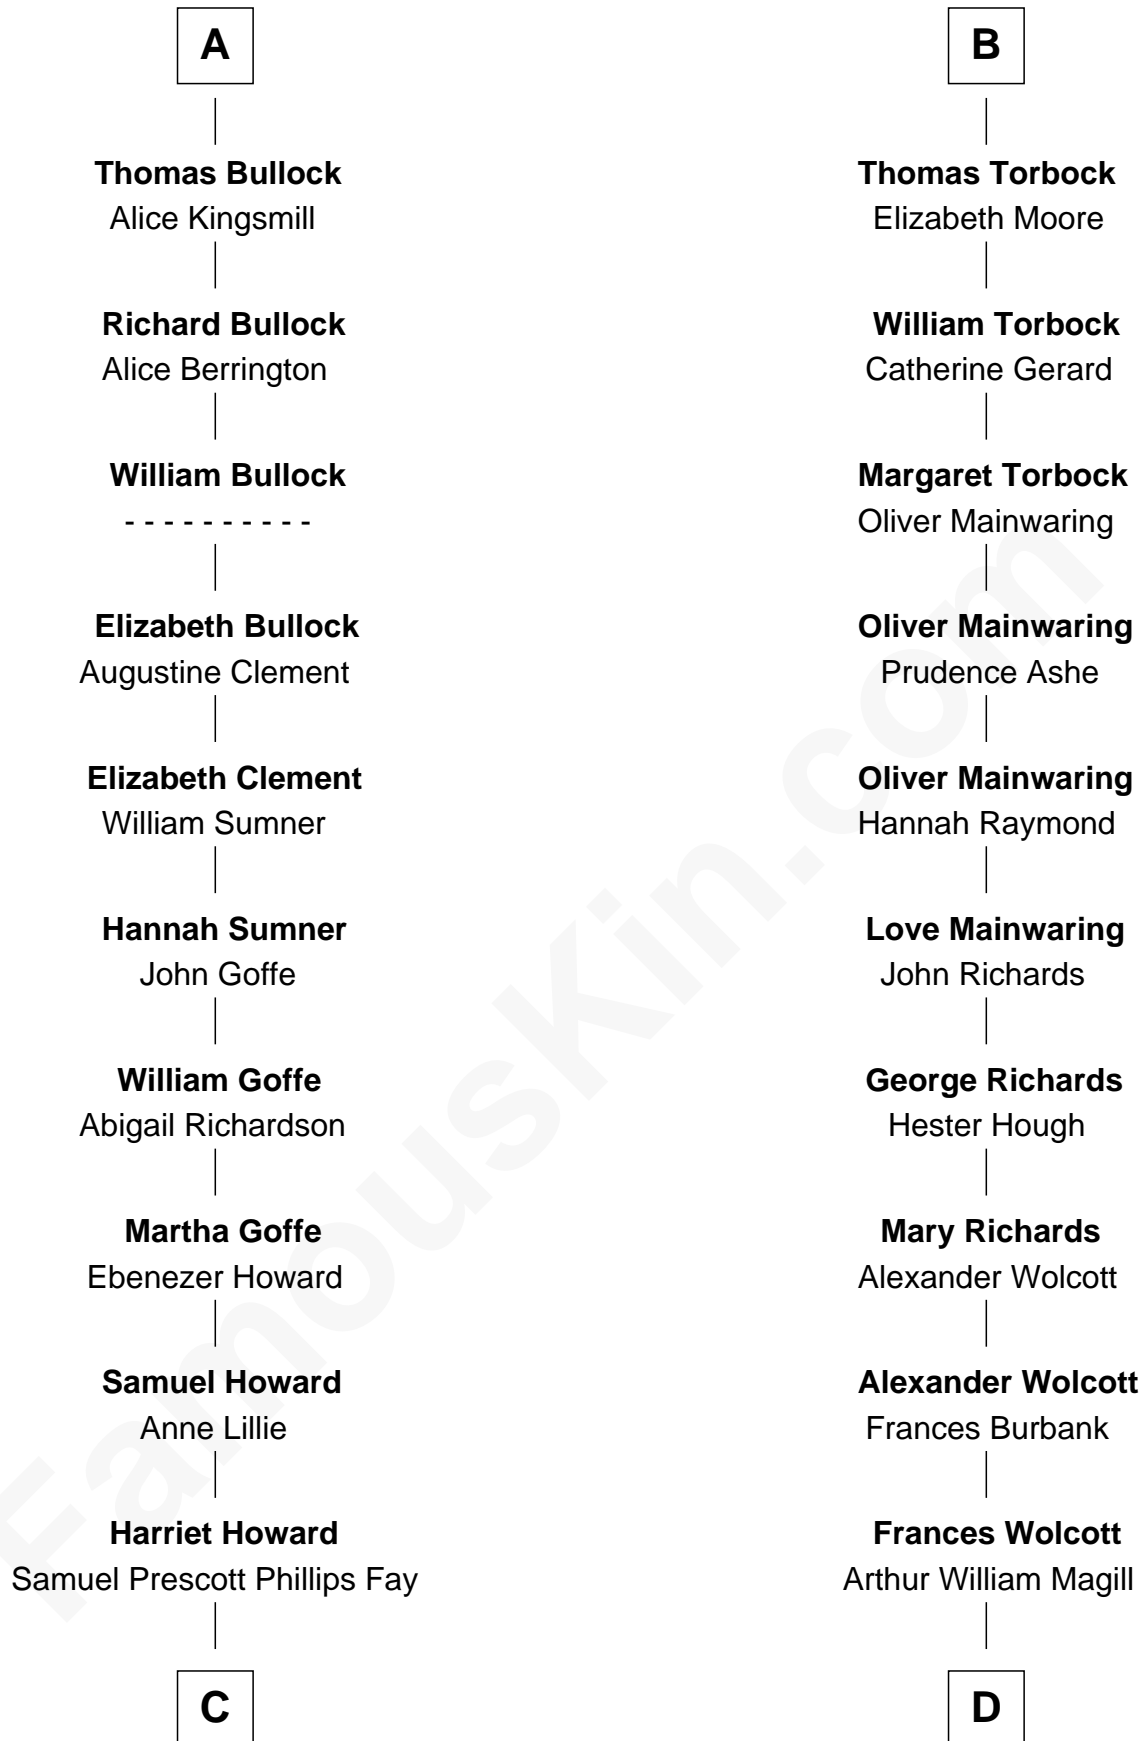 A
Thomas Bullock
Alice Kingsmill
Richard Bullock
Alice Berrington
William Bullock
- - - - - - - - - -
Elizabeth Bullock
Augustine Clement
Elizabeth Clement
William Sumner
Hannah Sumner
John Goffe
William Goffe
Abigail Richardson
Martha Goffe
Ebenezer Howard
Samuel Howard
Anne Lillie
Harriet Howard
Samuel Prescott Phillips Fay
C
B
Thomas Torbock
Elizabeth Moore
William Torbock
Catherine Gerard
Margaret Torbock
Oliver Mainwaring
Oliver Mainwaring
Prudence Ashe
Oliver Mainwaring
Hannah Raymond
Love Mainwaring
John Richards
George Richards
Hester Hough
Mary Richards
Alexander Wolcott
Alexander Wolcott
Frances Burbank
Frances Wolcott
Arthur William Magill
D
FamousKin.com